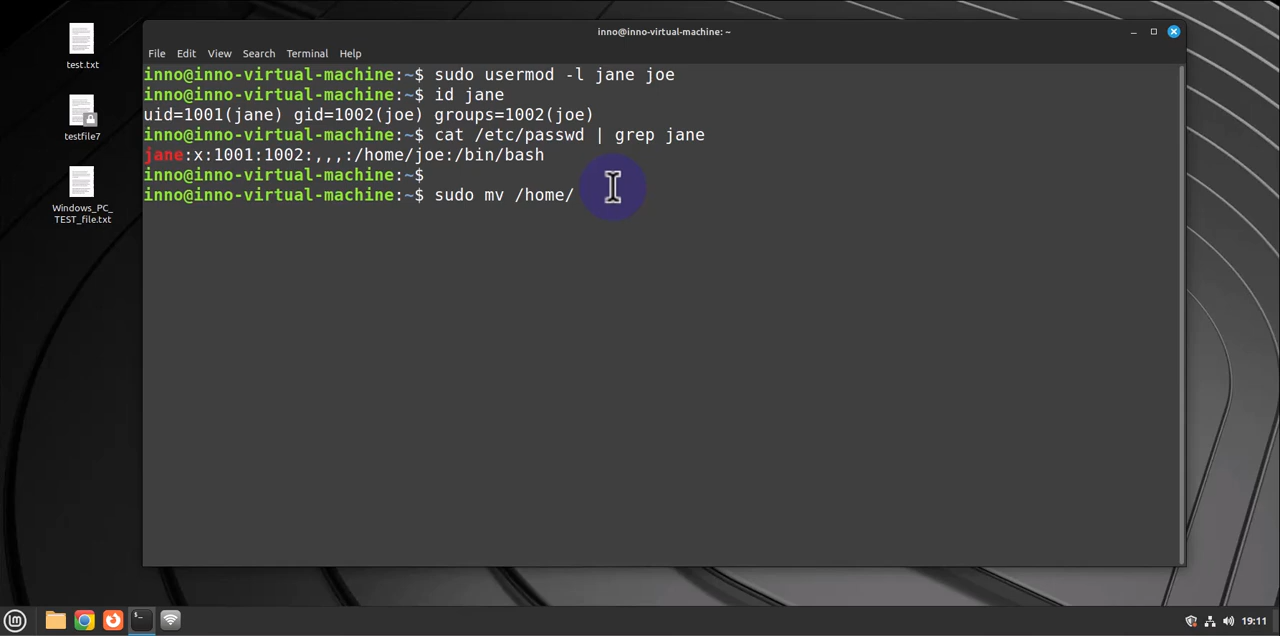 inno@inno-virtual-machine: ~
File Edit View Search Terminal Help
inno@inno-virtual-machine:~$ sudo usermod -l jane joe
inno@inno-virtual-machine:~$ id jane
uid=1001(jane) gid=1002(joe) groups=1002(joe)
inno@inno-virtual-machine:~$ cat /etc/passwd | grep jane
jane:x:1001:1002:,,,:/home/joe:/bin/bash
inno@inno-virtual-machine:~$
inno@inno-virtual-machine:~$ sudo mv /home/
test.txt
testfile7
Windows_PC_
TEST_file.txt
19:11